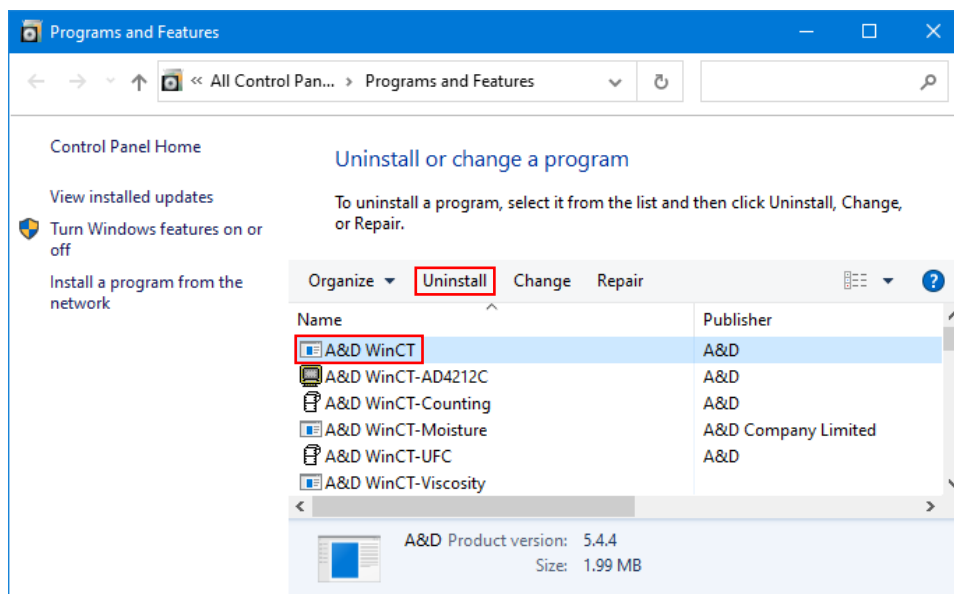 Programs and Features
« All Control Pan... › Programs and Features
Control Panel Home
View installed updates
Turn Windows features on or
off
Install a program from the
network
Uninstall or change a program
To uninstall a program, select it from the list and then click Uninstall, Change,
or Repair.
Organize Uninstall Change Repair
Name Publisher
A&D WinCT A&D
A&D WinCT-AD4212C A&D
A&D WinCT-Counting A&D
A&D WinCT-Moisture A&D Company Limited
A&D WinCT-UFC A&D
A&D WinCT-Viscosity
A&D Product version: 5.4.4
Size: 1.99 MB